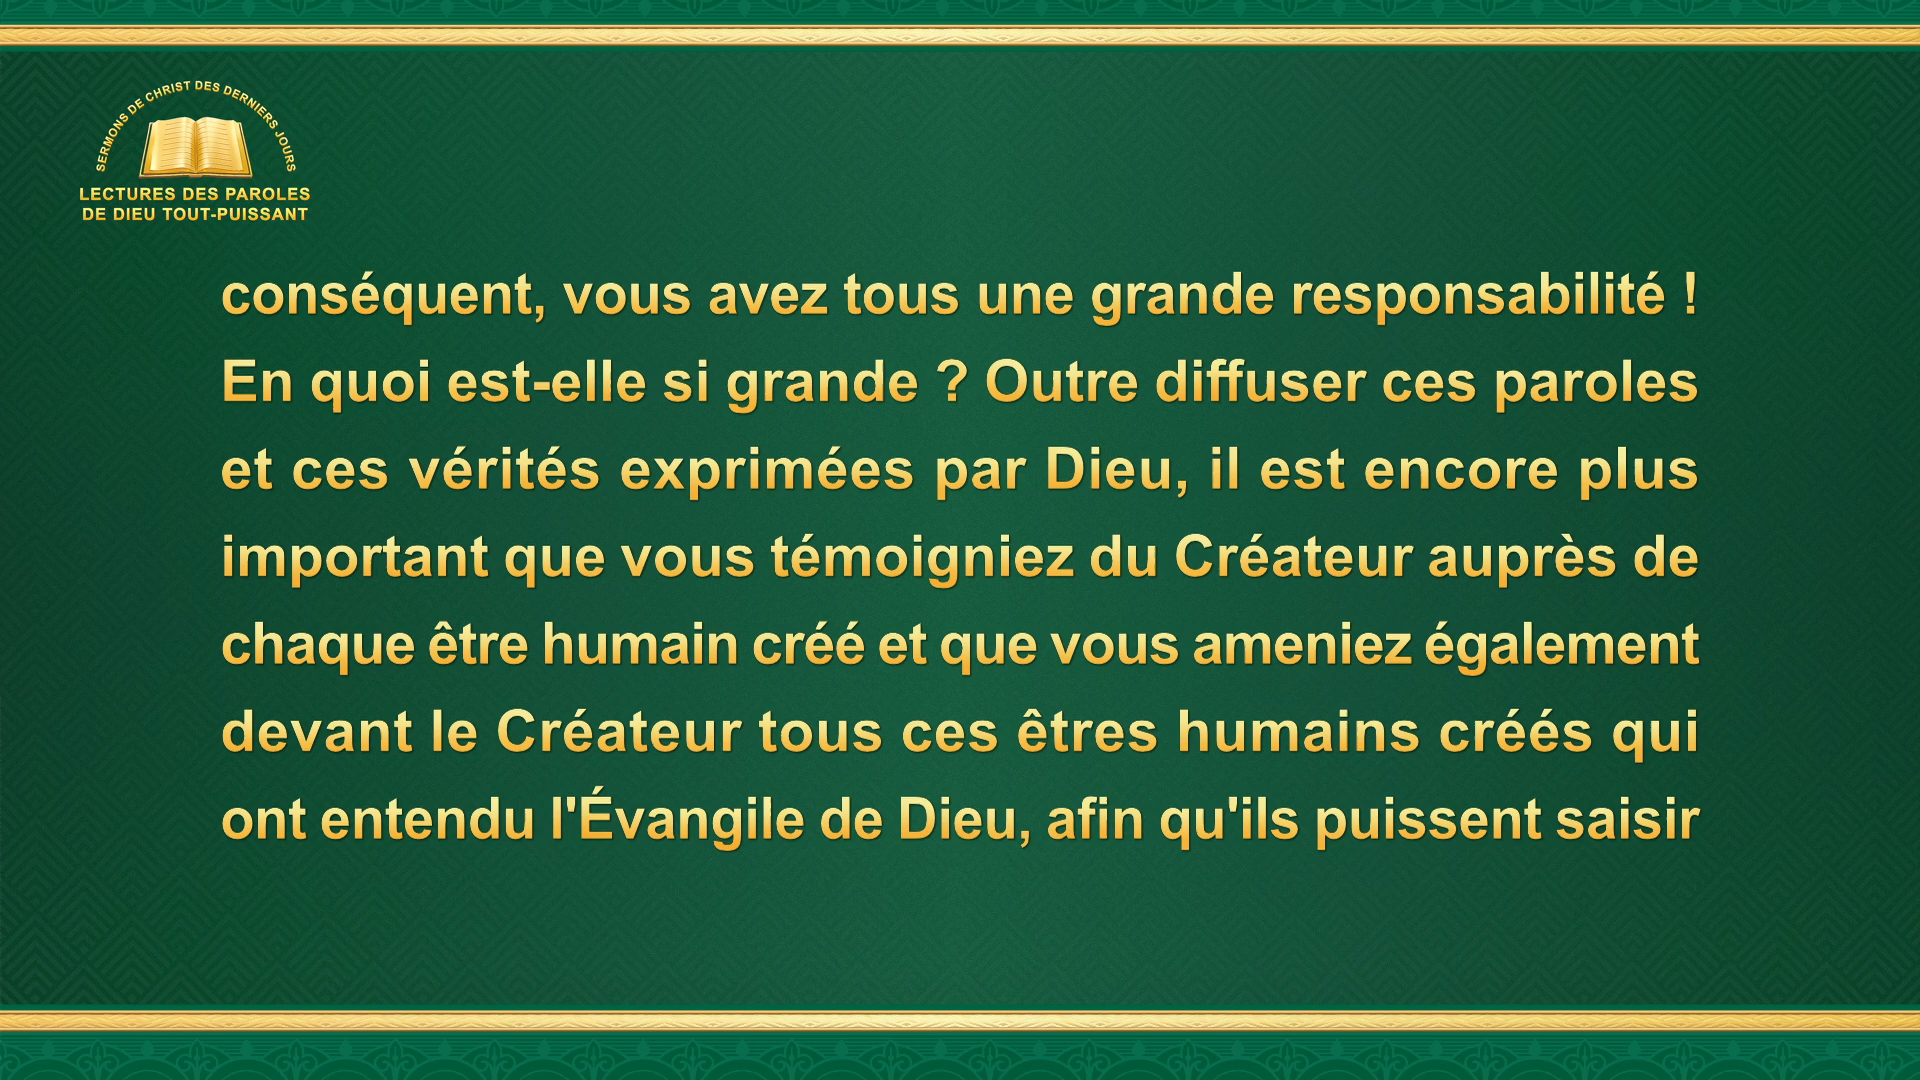 SERMONS DE CHRIST DES DERNIERS JOURS
LECTURES DES PAROLES
DE DIEU TOUT-PUISSANT
conséquent, vous avez tous une grande responsabilité !
En quoi est-elle si grande ? Outre diffuser ces paroles
et ces vérités exprimées par Dieu, il est encore plus
important que vous témoigniez du Créateur auprès de
chaque être humain créé et que vous ameniez également
devant le Créateur tous ces êtres humains créés qui
ont entendu l'Évangile de Dieu, afin qu'ils puissent saisir